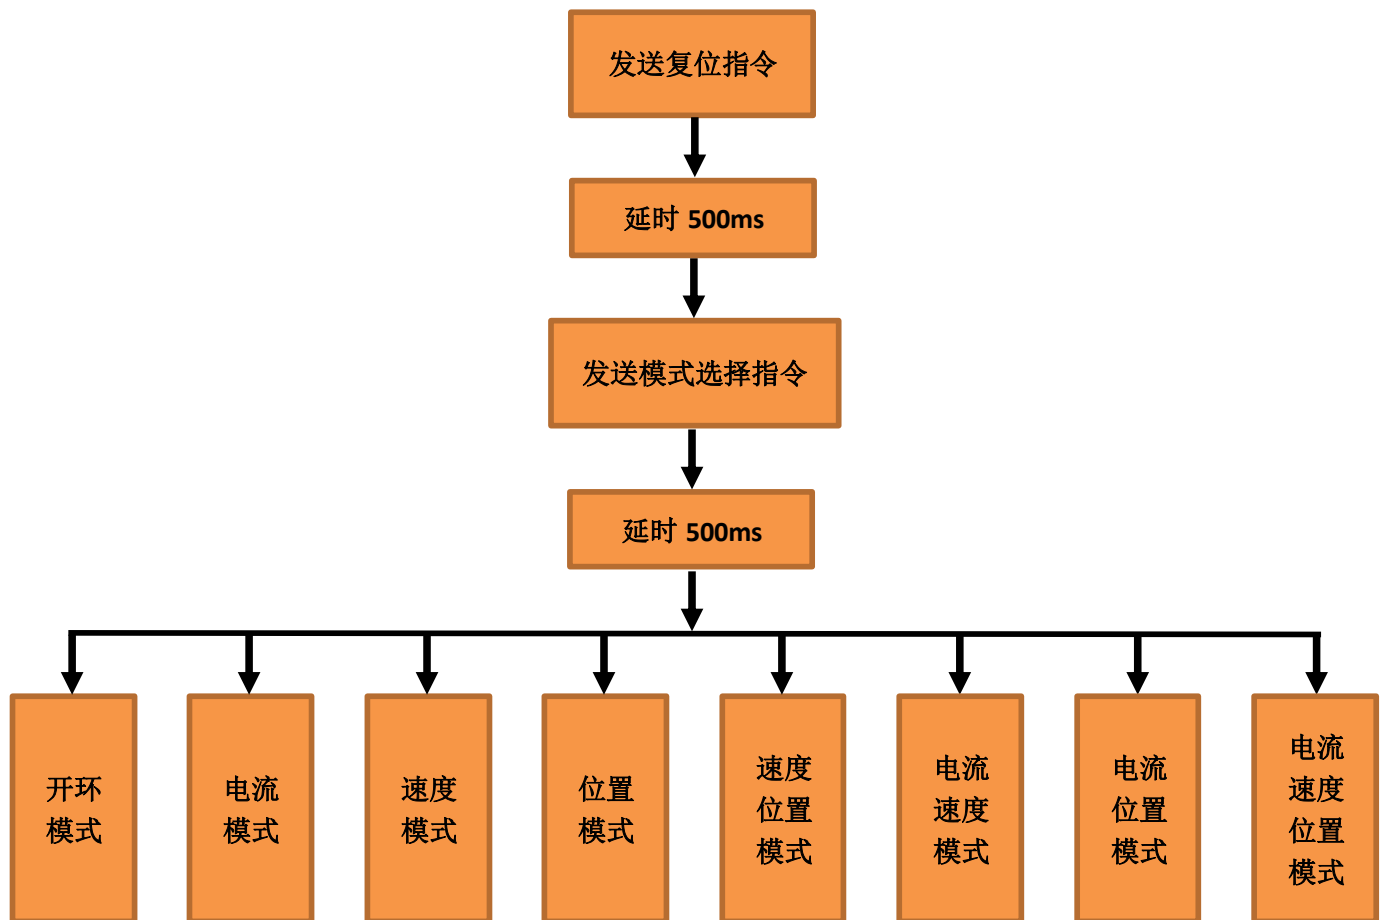 发送复位指令
延时 500ms
发送模式选择指令
延时 500ms
开环
模式
电流
模式
速度
模式
位置
模式
速度
位置
模式
电流
速度
模式
电流
位置
模式
电流
速度
位置
模式